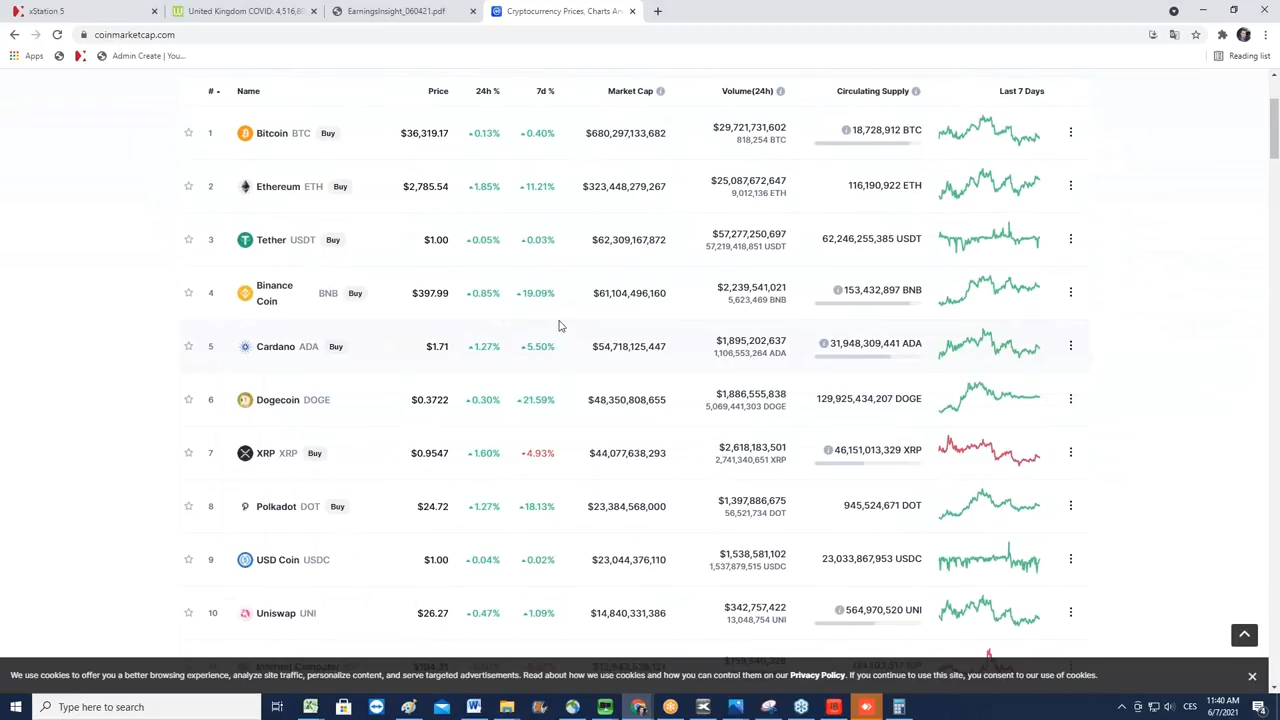 xStation 5
United Kingdom COVID: 4,516,89
EarningsInsight_060421.pdf
Cryptocurrency Prices, Charts An
coinmarketcap.com
Apps
Admin Create | You...
Reading list
# Name Price 24h % 7d % Market Cap Volume(24h) Circulating Supply Last 7 Days
1 Bitcoin BTC Buy $36,319.17 0.13% 0.40% $680,297,133,682 $29,721,731,602 18,728,912 BTC
818,254 BTC
2 Ethereum ETH Buy $2,785.54 1.85% 11.21% $323,448,279,267 $25,087,672,647 116,190,922 ETH
9,012,136 ETH
3 Tether USDT Buy $1.00 0.05% 0.03% $62,309,167,872 $57,277,250,697 62,246,255,385 USDT
57,219,418,851 USDT
4 Binance Coin BNB Buy $397.99 0.85% 19.09% $61,104,496,160 $2,239,541,021 153,432,897 BNB
5,623,469 BNB
5 Cardano ADA Buy $1.71 1.27% 5.50% $54,718,125,447 $1,895,202,637 31,948,309,441 ADA
1,106,553,264 ADA
6 Dogecoin DOGE $0.3722 0.30% 21.59% $48,350,808,655 $1,886,555,838 129,925,434,207 DOGE
5,069,441,303 DOGE
7 XRP XRP Buy $0.9547 1.60% 4.93% $44,077,638,293 $2,618,183,501 46,151,013,329 XRP
2,741,340,651 XRP
8 Polkadot DOT Buy $24.72 1.27% 18.13% $23,384,568,000 $1,397,886,675 945,524,671 DOT
56,521,734 DOT
9 USD Coin USDC $1.00 0.04% 0.02% $23,044,376,110 $1,538,581,102 23,033,867,953 USDC
1,537,879,515 USDC
10 Uniswap UNI $26.27 0.47% 1.09% $14,840,331,386 $342,757,422 564,970,520 UNI
13,048,754 UNI
Internet Computer
We use cookies to offer you a better browsing experience, analyze site traffic, personalize content, and serve targeted advertisements. Read about how we use cookies and how you can control them on our Privacy Policy. If you continue to use this site, you consent to our use of cookies.
Type here to search
CES
11:40 AM
6/7/2021